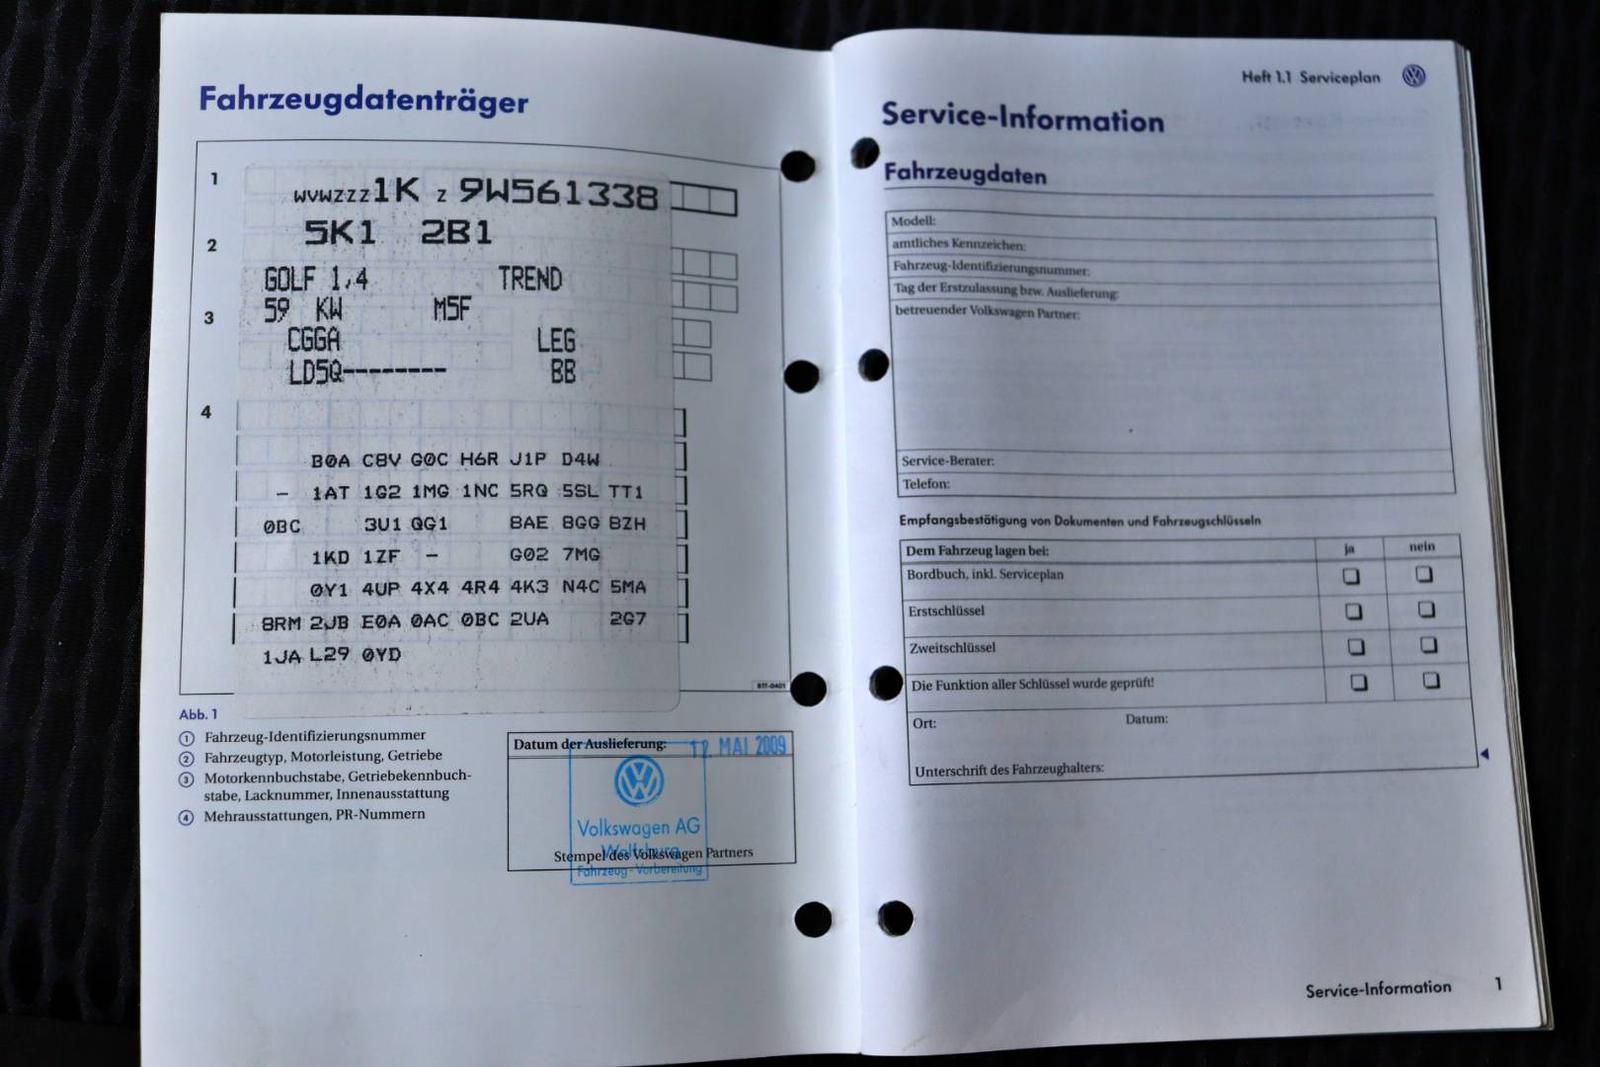 Fahrzeugdatenträger
1
WVWZZZ1K Z 9W561338
5K1 2B1
2
GOLF 1,4 TREND
59 KW M5F
3
CGGA LEG
LD5Q-------- BB
4
B0A C8V G0C H6R J1P D4W
- 1AT 1G2 1MG 1NC 5RQ 5SL TT1
0BC 3U1 QG1 8AE 8GG 8ZH
1KD 1ZF - G02 7MG
0Y1 4UP 4X4 4R4 4K3 N4C 5MA
8RM 2JB E0A 0AC 0BC 2UA 2G7
1JA L29 0YD
B1T-0401
Abb. 1
1 Fahrzeug-Identifizierungsnummer
2 Fahrzeugtyp, Motorleistung, Getriebe
3 Motorkennbuchstabe, Getriebekennbuch-
stabe, Lacknummer, Innenausstattung
4 Mehrausstattungen, PR-Nummern
Datum der Auslieferung: 12. MAI 2009
Volkswagen AG
Wolfsburg
Stempel des Volkswagen Partners
Fahrzeug-Vorbereitung
Heft 1.1 Serviceplan
Service-Information
Fahrzeugdaten
Modell:
amtliches Kennzeichen:
Fahrzeug-Identifizierungsnummer:
Tag der Erstzulassung bzw. Auslieferung:
betreuender Volkswagen Partner:
Service-Berater:
Telefon:
Empfangsbestätigung von Dokumenten und Fahrzeugschlüsseln
Dem Fahrzeug lagen bei: ja nein
Bordbuch, inkl. Serviceplan
Erstschlüssel
Zweitschlüssel
Die Funktion aller Schlüssel wurde geprüft!
Ort: Datum:
Unterschrift des Fahrzeughalters:
Service-Information 1